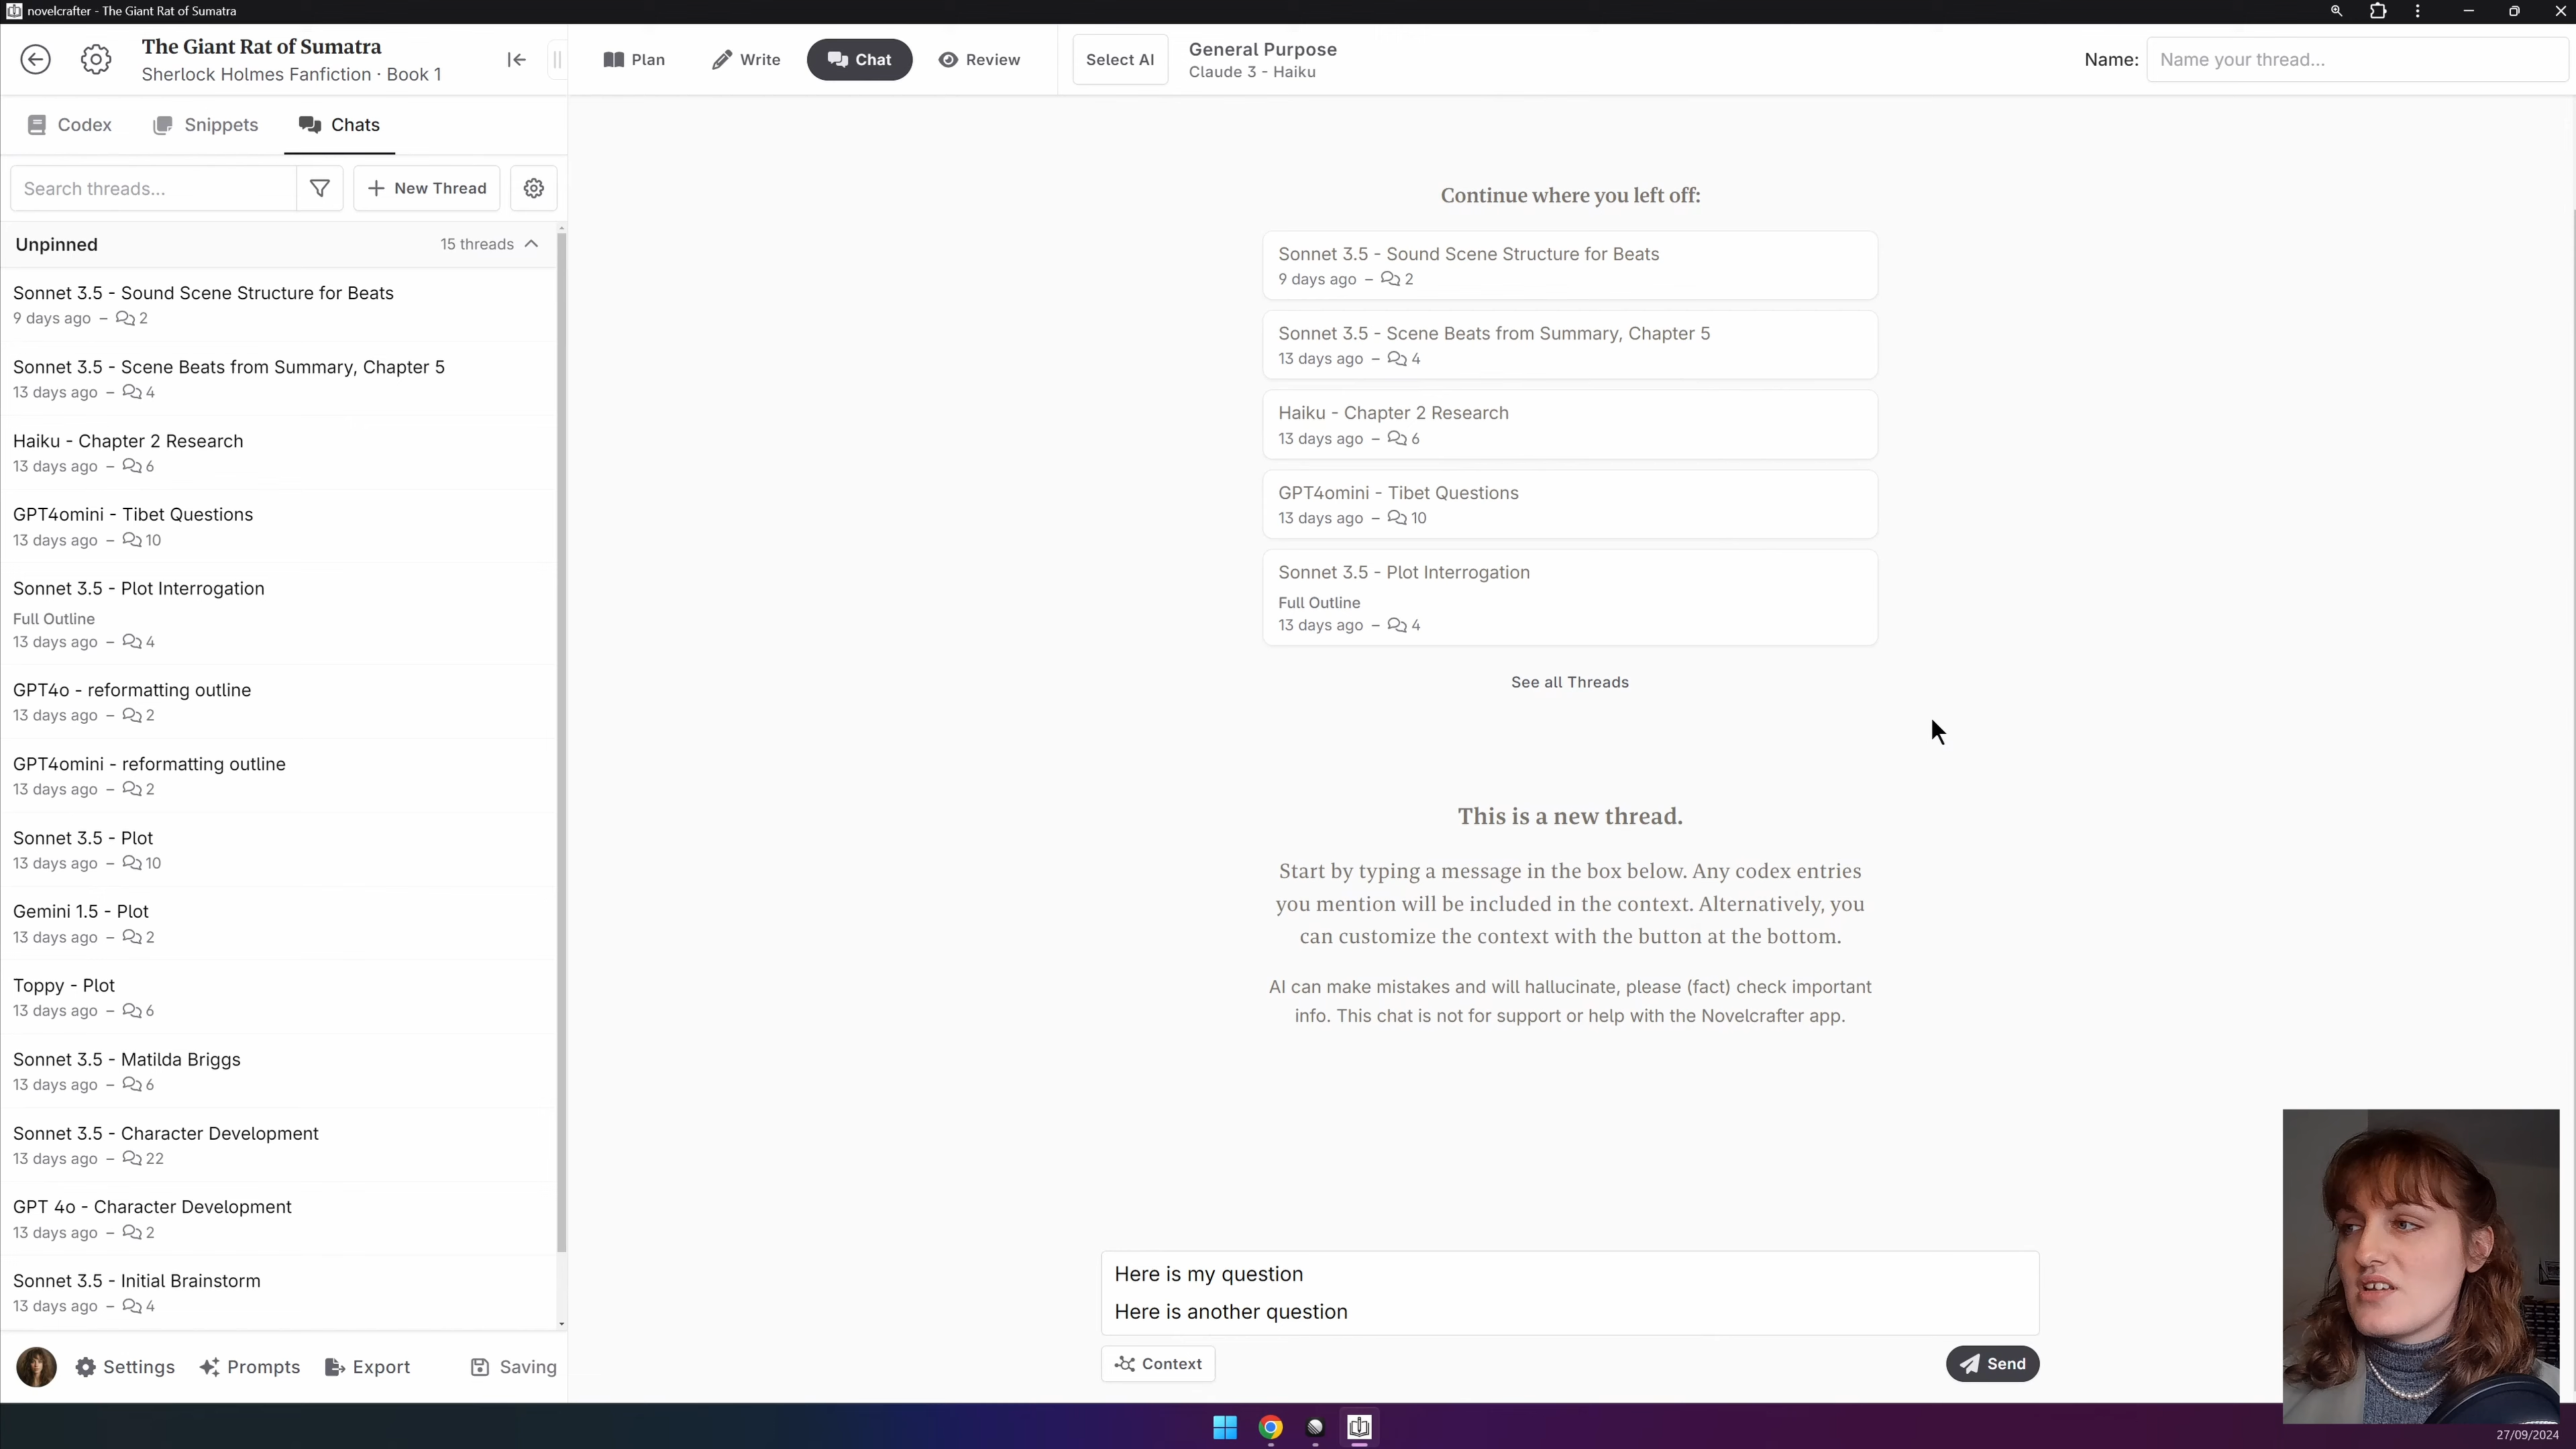 novelcrafter - The Giant Rat of Sumatra
The Giant Rat of Sumatra
Sherlock Holmes Fanfiction · Book 1
Plan
Write
Chat
Review
Select AI
General Purpose
Claude 3 - Haiku
Name:
Name your thread...
Codex
Snippets
Chats
Search threads...
New Thread
Unpinned
15 threads
Sonnet 3.5 - Sound Scene Structure for Beats
9 days ago – 2
Sonnet 3.5 - Scene Beats from Summary, Chapter 5
13 days ago – 4
Haiku - Chapter 2 Research
13 days ago – 6
GPT4omini - Tibet Questions
13 days ago – 10
Sonnet 3.5 - Plot Interrogation
Full Outline
13 days ago – 4
GPT4o - reformatting outline
13 days ago – 2
GPT4omini - reformatting outline
13 days ago – 2
Sonnet 3.5 - Plot
13 days ago – 10
Gemini 1.5 - Plot
13 days ago – 2
Toppy - Plot
13 days ago – 6
Sonnet 3.5 - Matilda Briggs
13 days ago – 6
Sonnet 3.5 - Character Development
13 days ago – 22
GPT 4o - Character Development
13 days ago – 2
Sonnet 3.5 - Initial Brainstorm
13 days ago – 4
Settings
Prompts
Export
Saving
Continue where you left off:
Sonnet 3.5 - Sound Scene Structure for Beats
9 days ago – 2
Sonnet 3.5 - Scene Beats from Summary, Chapter 5
13 days ago – 4
Haiku - Chapter 2 Research
13 days ago – 6
GPT4omini - Tibet Questions
13 days ago – 10
Sonnet 3.5 - Plot Interrogation
Full Outline
13 days ago – 4
See all Threads
This is a new thread.
Start by typing a message in the box below. Any codex entries
you mention will be included in the context. Alternatively, you
can customize the context with the button at the bottom.
AI can make mistakes and will hallucinate, please (fact) check important
info. This chat is not for support or help with the Novelcrafter app.
Here is my question
Here is another question
Context
Send
27/09/2024